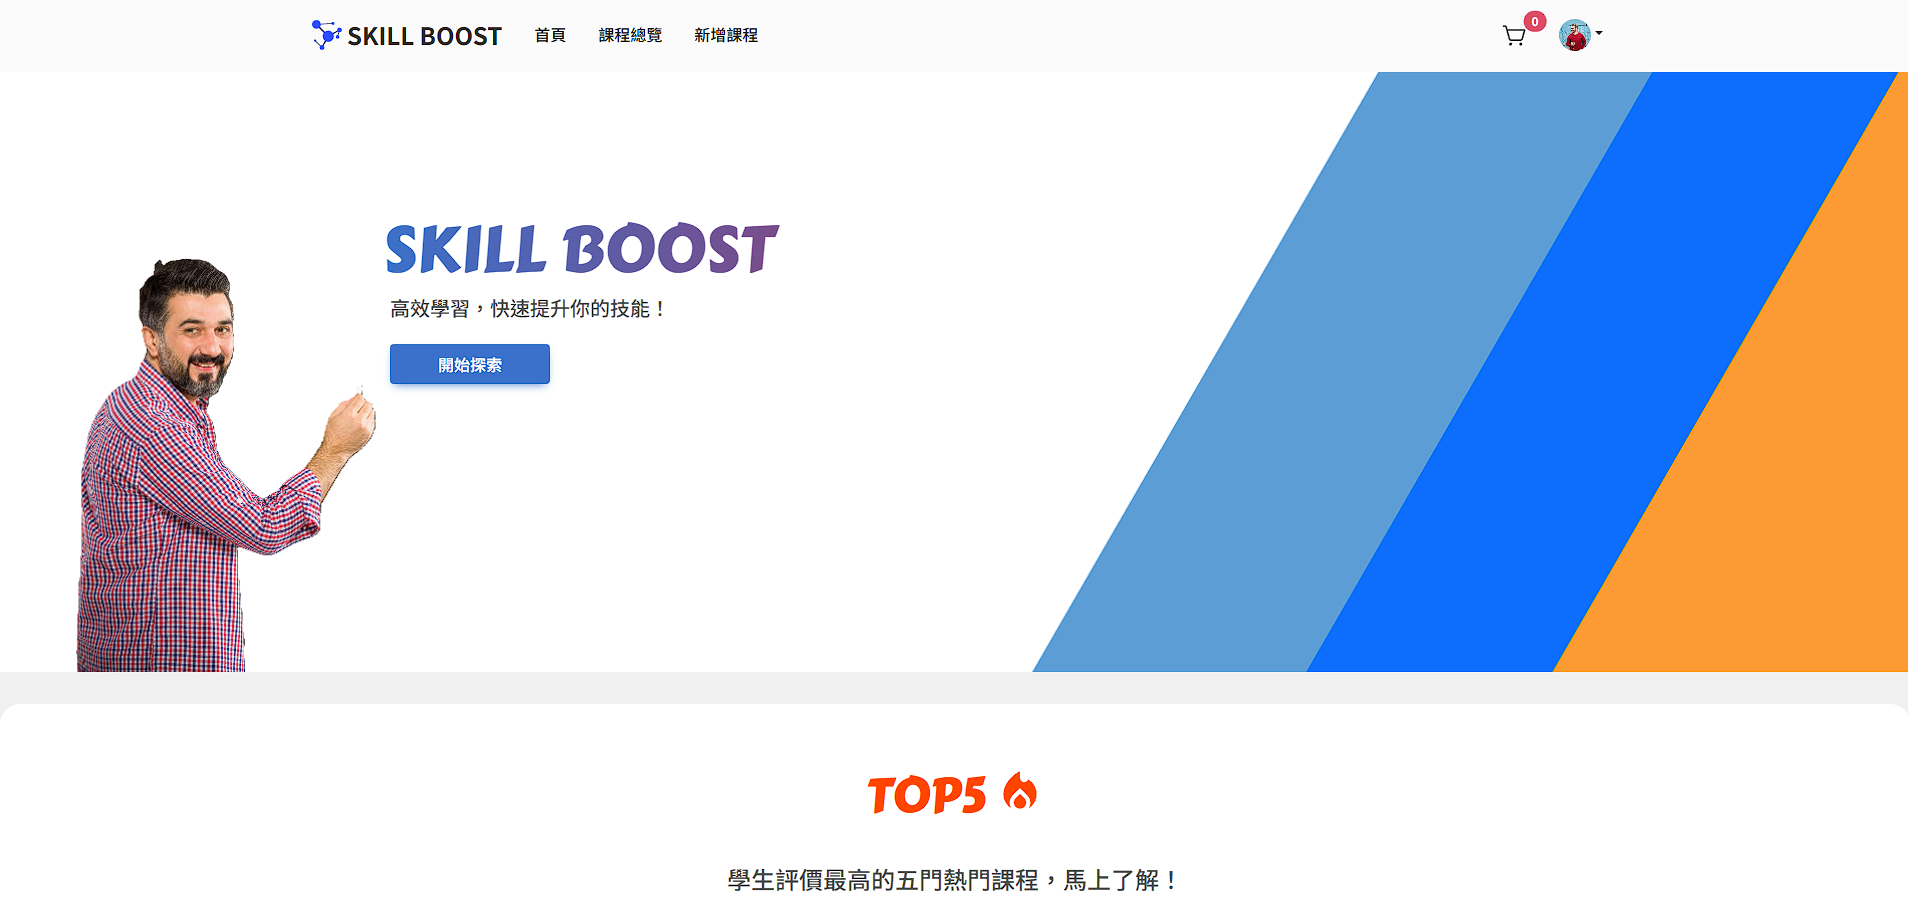 SKILL BOOST 首頁 課程總覽 新增課程 0
SKILL BOOST
高效學習，快速提升你的技能！
開始探索
TOP5
學生評價最高的五門熱門課程，馬上了解！